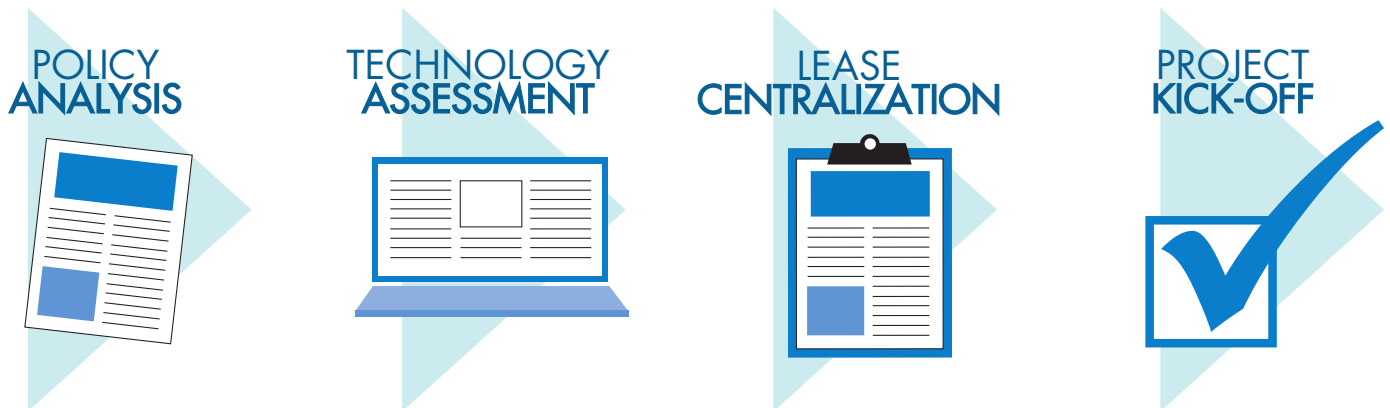 POLICY
ANALYSIS
TECHNOLOGY
ASSESSMENT
LEASE
CENTRALIZATION
PROJECT
KICK-OFF